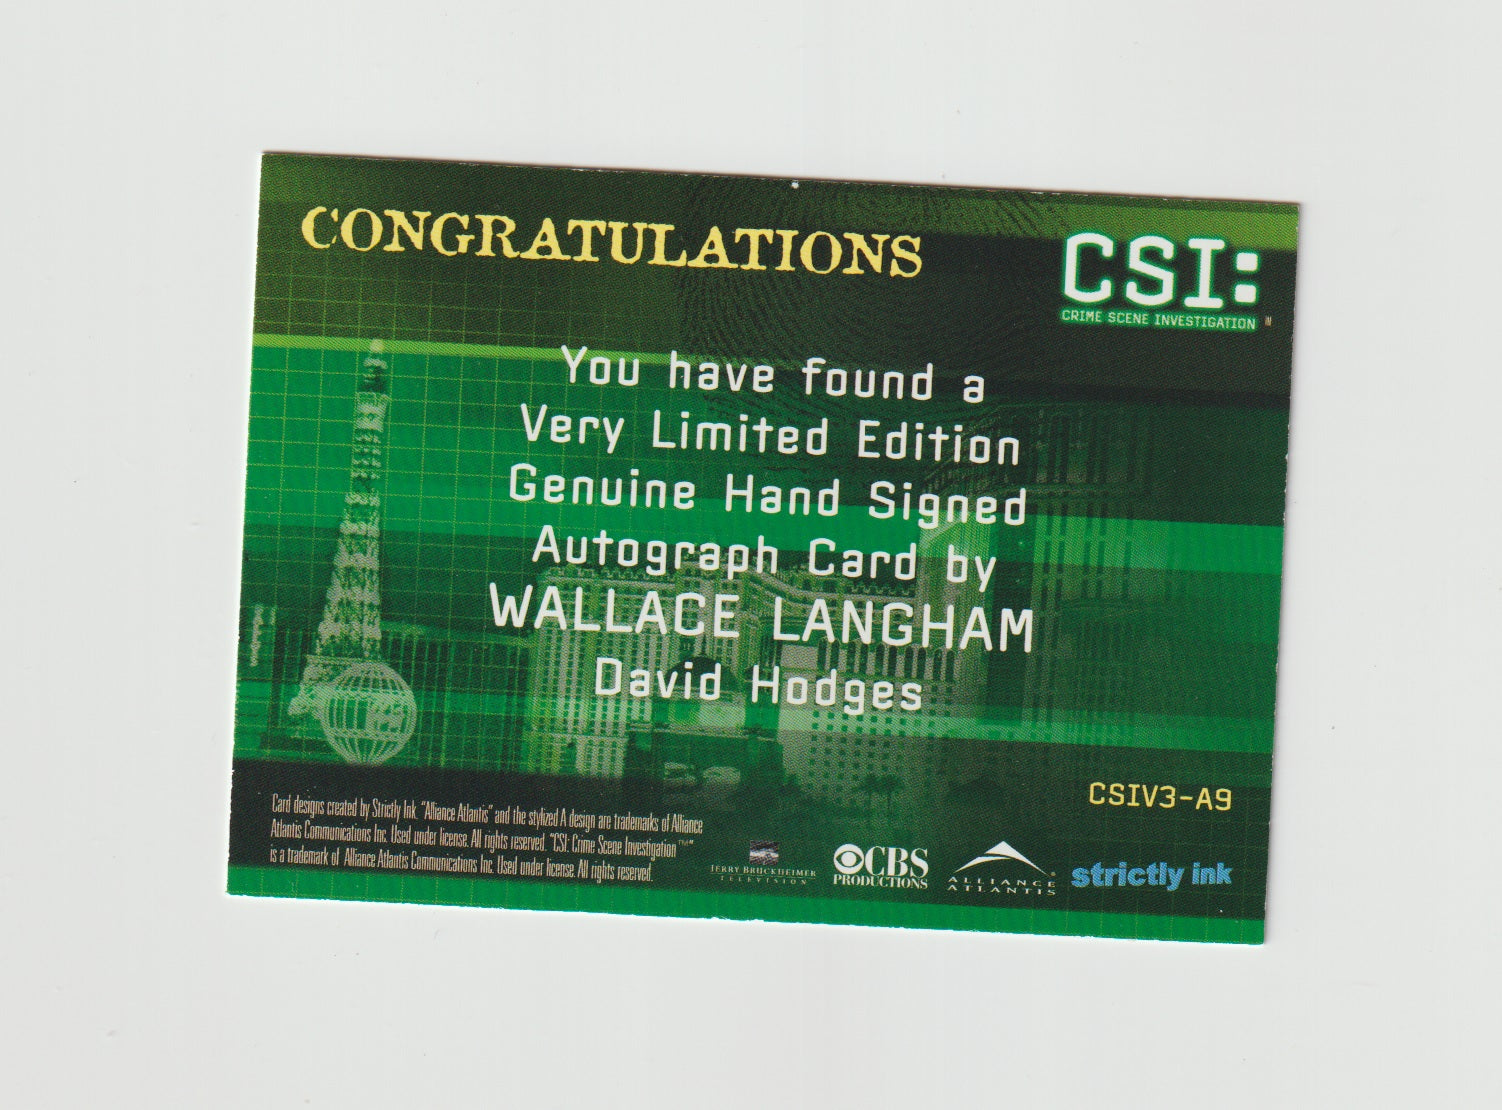 CONGRATULATIONS
CSI:
CRIME SCENE INVESTIGATION
You have found a
Very Limited Edition
Genuine Hand Signed
Autograph Card by
WALLACE LANGHAM
David Hodges
CSIV3-A9
Card designs created by Strictly Ink. "Alliance Atlantis" and the stylized A design are trademarks of Alliance
Atlantis Communications Inc. Used under license. All rights reserved. "CSI: Crime Scene Investigation™"
is a trademark of Alliance Atlantis Communications Inc. Used under license. All rights reserved.
JERRY BRUCKHEIMER
TELEVISION
CBS
PRODUCTIONS
ALLIANCE
ATLANTIS
strictly ink